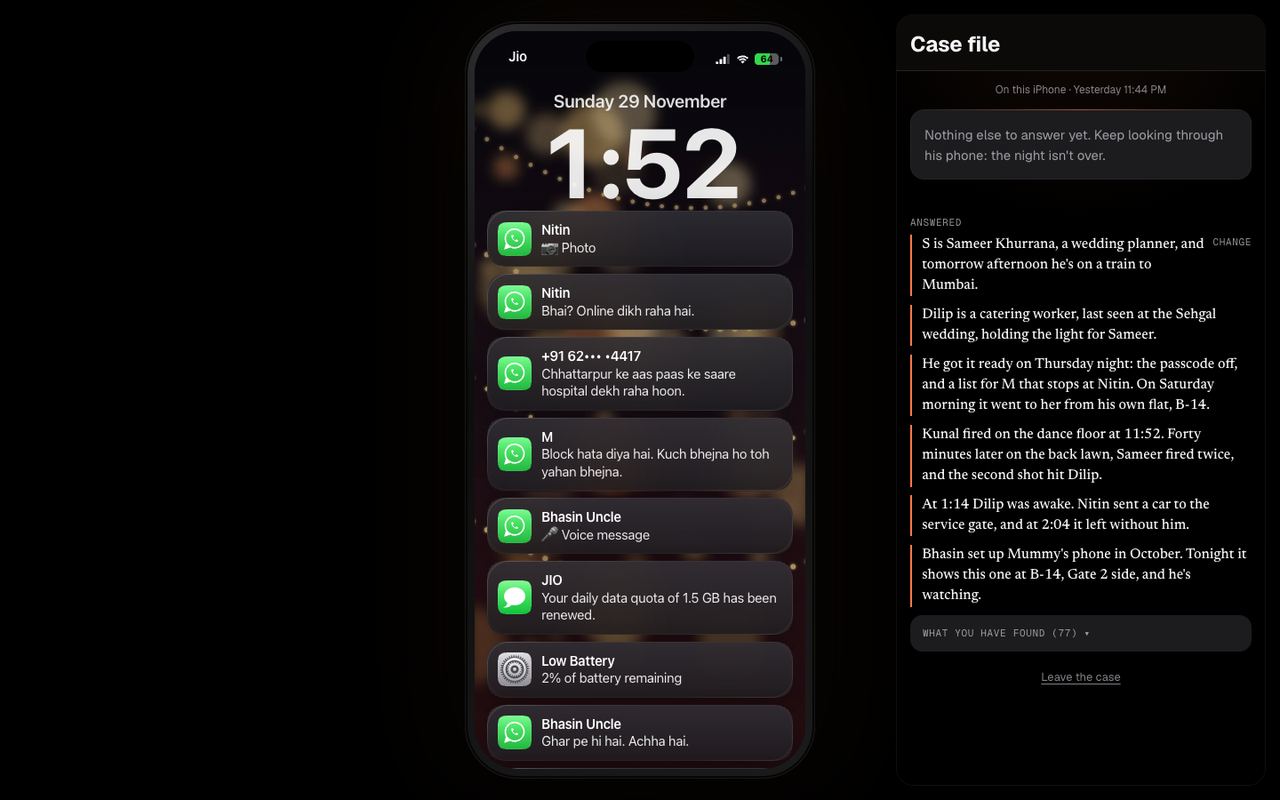 Jio
64
Sunday 29 November
1:52
Nitin
📷 Photo
Nitin
Bhai? Online dikh raha hai.
+91 62••• •4417
Chhattarpur ke aas paas ke saare
hospital dekh raha hoon.
M
Block hata diya hai. Kuch bhejna ho toh
yahan bhejna.
Bhasin Uncle
🎤 Voice message
JIO
Your daily data quota of 1.5 GB has been
renewed.
Low Battery
2% of battery remaining
Bhasin Uncle
Ghar pe hi hai. Achha hai.
Case file
On this iPhone · Yesterday 11:44 PM
Nothing else to answer yet. Keep looking through
his phone: the night isn't over.
ANSWERED
S is Sameer Khurrana, a wedding planner, and
CHANGE
tomorrow afternoon he's on a train to
Mumbai.
Dilip is a catering worker, last seen at the Sehgal
wedding, holding the light for Sameer.
He got it ready on Thursday night: the passcode off,
and a list for M that stops at Nitin. On Saturday
morning it went to her from his own flat, B-14.
Kunal fired on the dance floor at 11:52. Forty
minutes later on the back lawn, Sameer fired twice,
and the second shot hit Dilip.
At 1:14 Dilip was awake. Nitin sent a car to the
service gate, and at 2:04 it left without him.
Bhasin set up Mummy's phone in October. Tonight it
shows this one at B-14, Gate 2 side, and he's
watching.
WHAT YOU HAVE FOUND (77) ▾
Leave the case